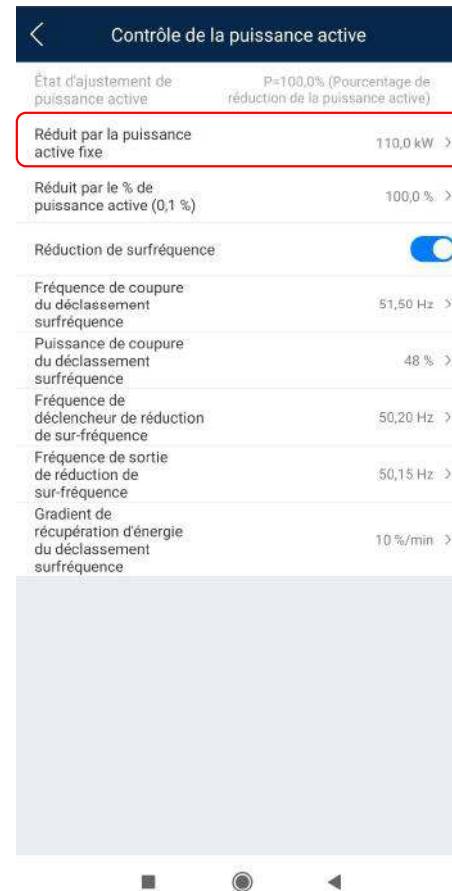 Contrôle de la puissance active
État d'ajustement de
puissance active
P=100,0% (Pourcentage de
réduction de la puissance active)
Réduit par la puissance
active fixe
110,0 kW
Réduit par le % de
puissance active (0,1 %)
100,0 %
Réduction de surfréquence
Fréquence de coupure
du déclassement
surfréquence
51,50 Hz
Puissance de coupure
du déclassement
surfréquence
48 %
Fréquence de
déclencheur de réduction
de sur-fréquence
50,20 Hz
Fréquence de sortie
de réduction de
sur-fréquence
50,15 Hz
Gradient de
récupération d'énergie
du déclassement
surfréquence
10 %/min